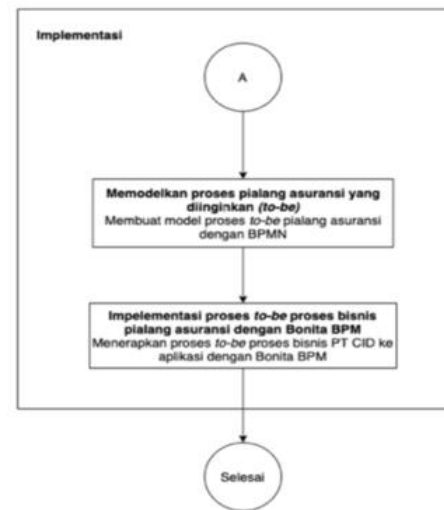 Implementasi
A
Memodelkan proses pialang asuransi yang
diinginkan (to-be)
Membuat model proses to-be pialang asuransi
dengan BPMN
Impelementasi proses to-be proses bisnis
pialang asuransi dengan Bonita BPM
Menerapkan proses to-be proses bisnis PT CID ke
aplikasi dengan Bonita BPM
Selesai